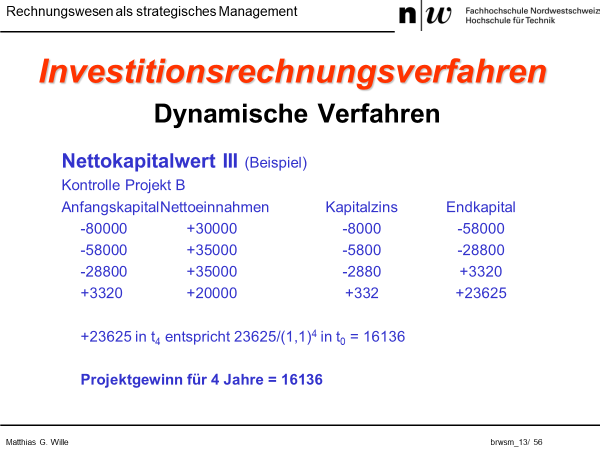 Rechnungswesen als strategisches Management
n|w Fachhochschule Nordwestschweiz
Hochschule für Technik
Investitionsrechnungsverfahren
Dynamische Verfahren
Nettokapitalwert III (Beispiel)
Kontrolle Projekt B
AnfangskapitalNettoeinnahmen Kapitalzins Endkapital
-80000 +30000 -8000 -58000
-58000 +35000 -5800 -28800
-28800 +35000 -2880 +3320
+3320 +20000 +332 +23625
+23625 in t4 entspricht 23625/(1,1)4 in t0 = 16136
Projektgewinn für 4 Jahre = 16136
Matthias G. Wille brwsm_13/ 56